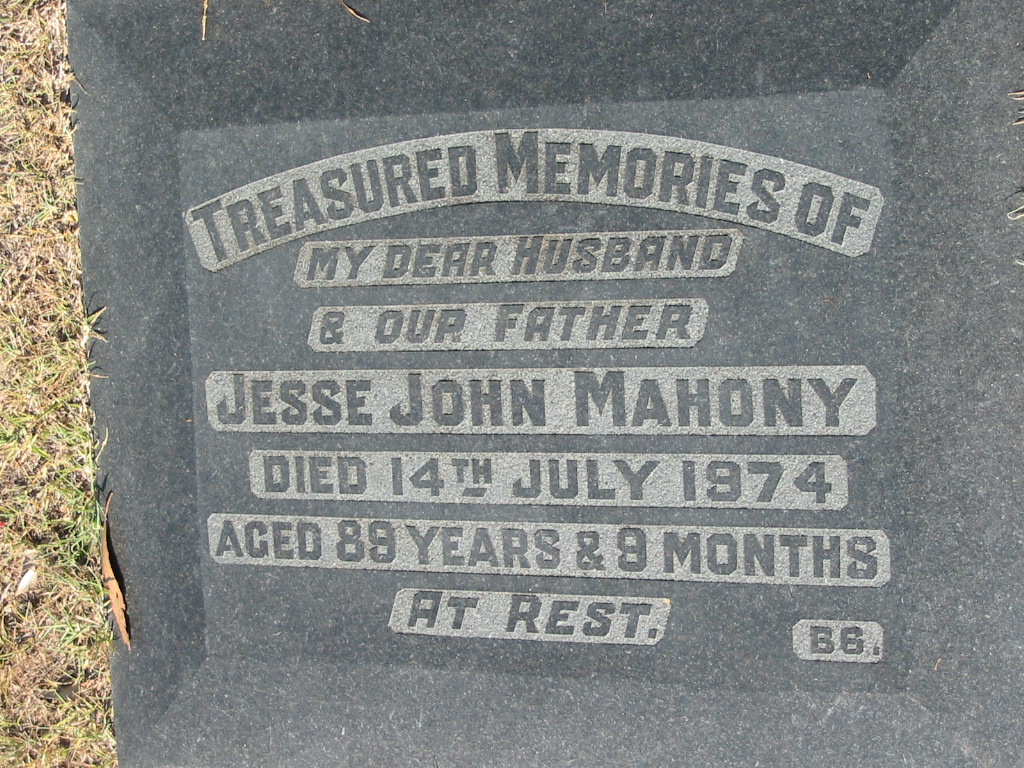 TREASURED MEMORIES OF
MY DEAR HUSBAND
& OUR FATHER
JESSE JOHN MAHONY
DIED 14TH JULY 1974
AGED 89 YEARS & 9 MONTHS
AT REST.
B6.